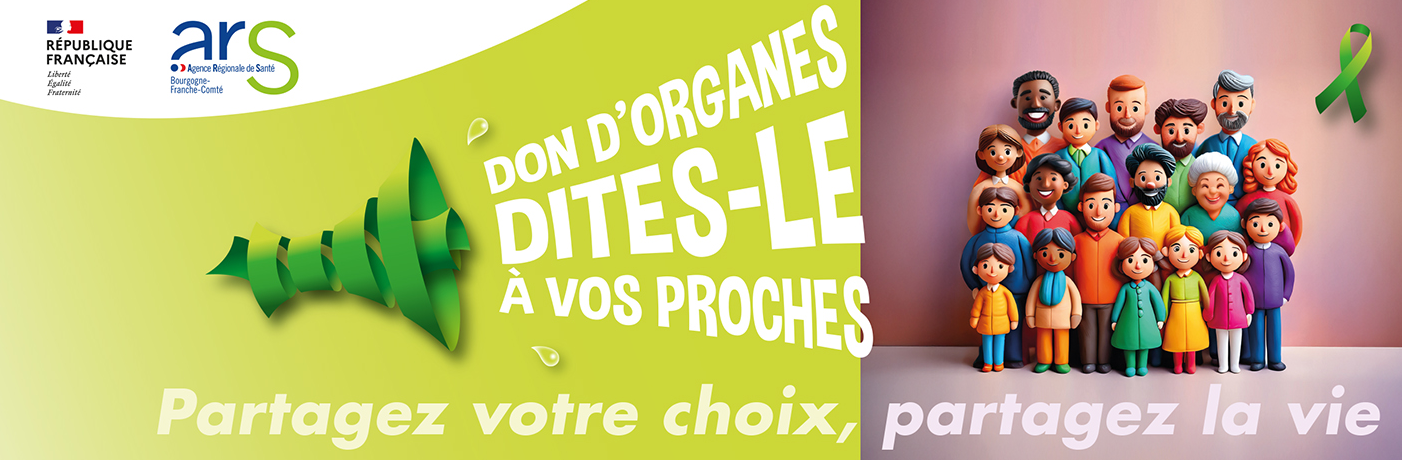 RÉPUBLIQUE
FRANÇAISE
Liberté
Égalité
Fraternité
ars
Agence Régionale de Santé
Bourgogne-
Franche-Comté
DON D'ORGANES
DITES-LE
À VOS PROCHES
Partagez votre choix, partagez la vie